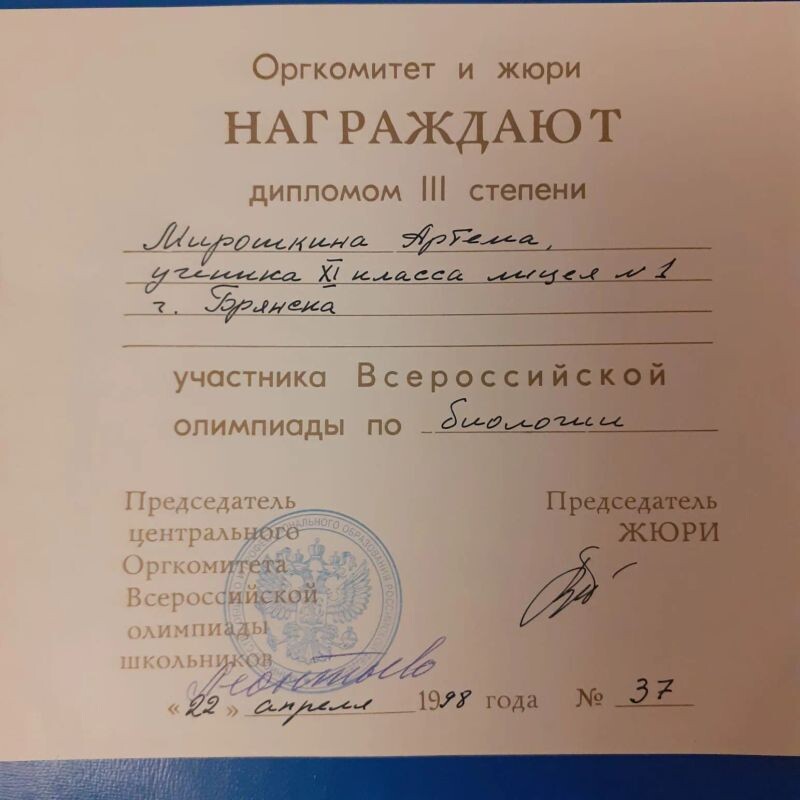 Оргкомитет и жюри
НАГРАЖДАЮТ
дипломом III степени
Мирошкина Артема,
ученика XI класса лицея № 1
г. Брянска
участника Всероссийской
олимпиады по биологии
Председатель
центрального
Оргкомитета
Всероссийской
олимпиады
школьников
Председатель
ЖЮРИ
«22» апреля 1998 года № 37